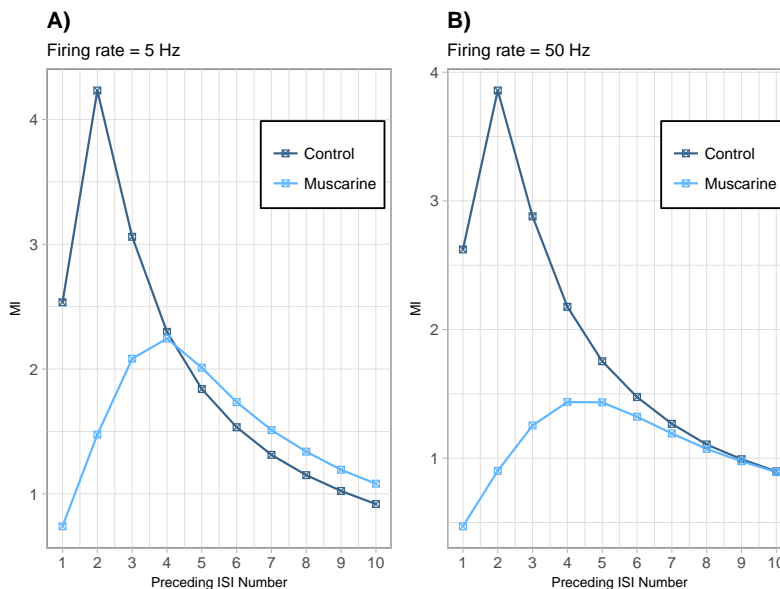 A)
Firing rate = 5 Hz
4
3
2
1
MI
Control
Muscarine
1 2 3 4 5 6 7 8 9 10
Preceding ISI Number
B)
Firing rate = 50 Hz
4
3
2
1
MI
Control
Muscarine
1 2 3 4 5 6 7 8 9 10
Preceding ISI Number